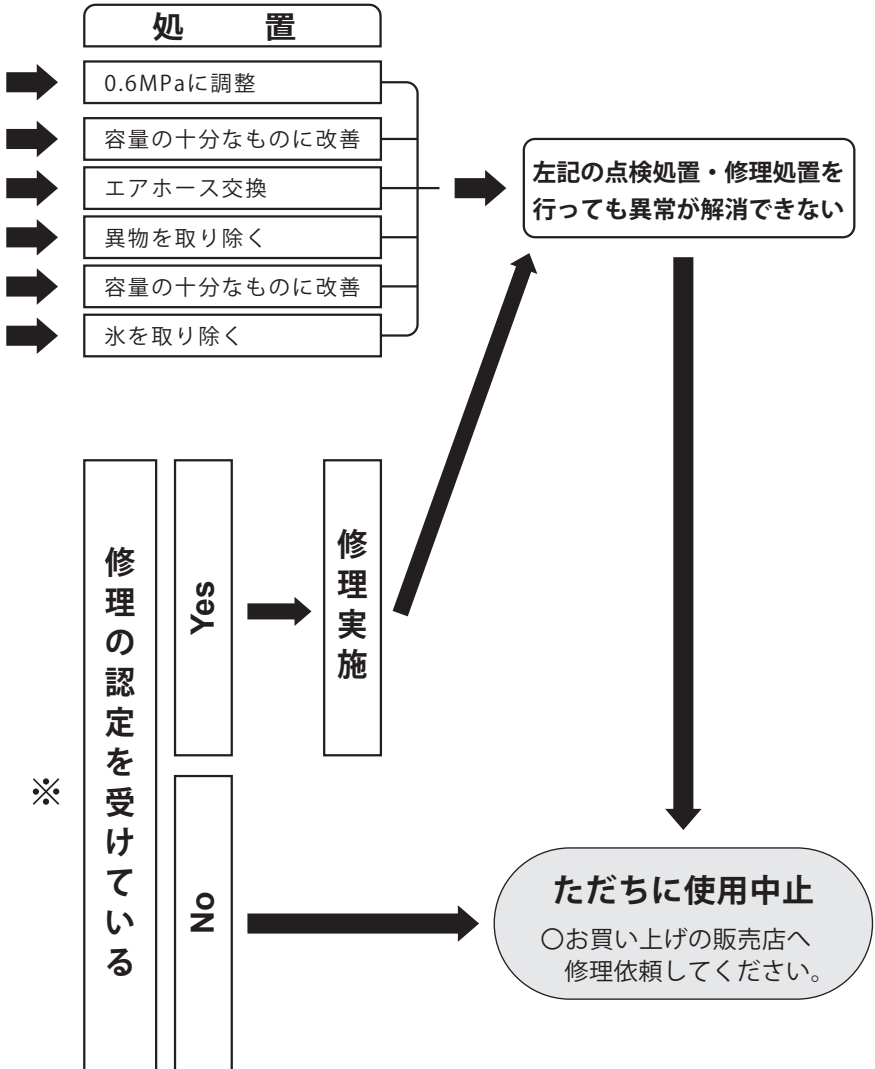 処　置
0.6MPaに調整
容量の十分なものに改善
エアホース交換
異物を取り除く
容量の十分なものに改善
氷を取り除く
左記の点検処置・修理処置を
行っても異常が解消できない
※
修理の認定を受けている
Yes
修理実施
No
ただちに使用中止
○お買い上げの販売店へ
修理依頼してください。